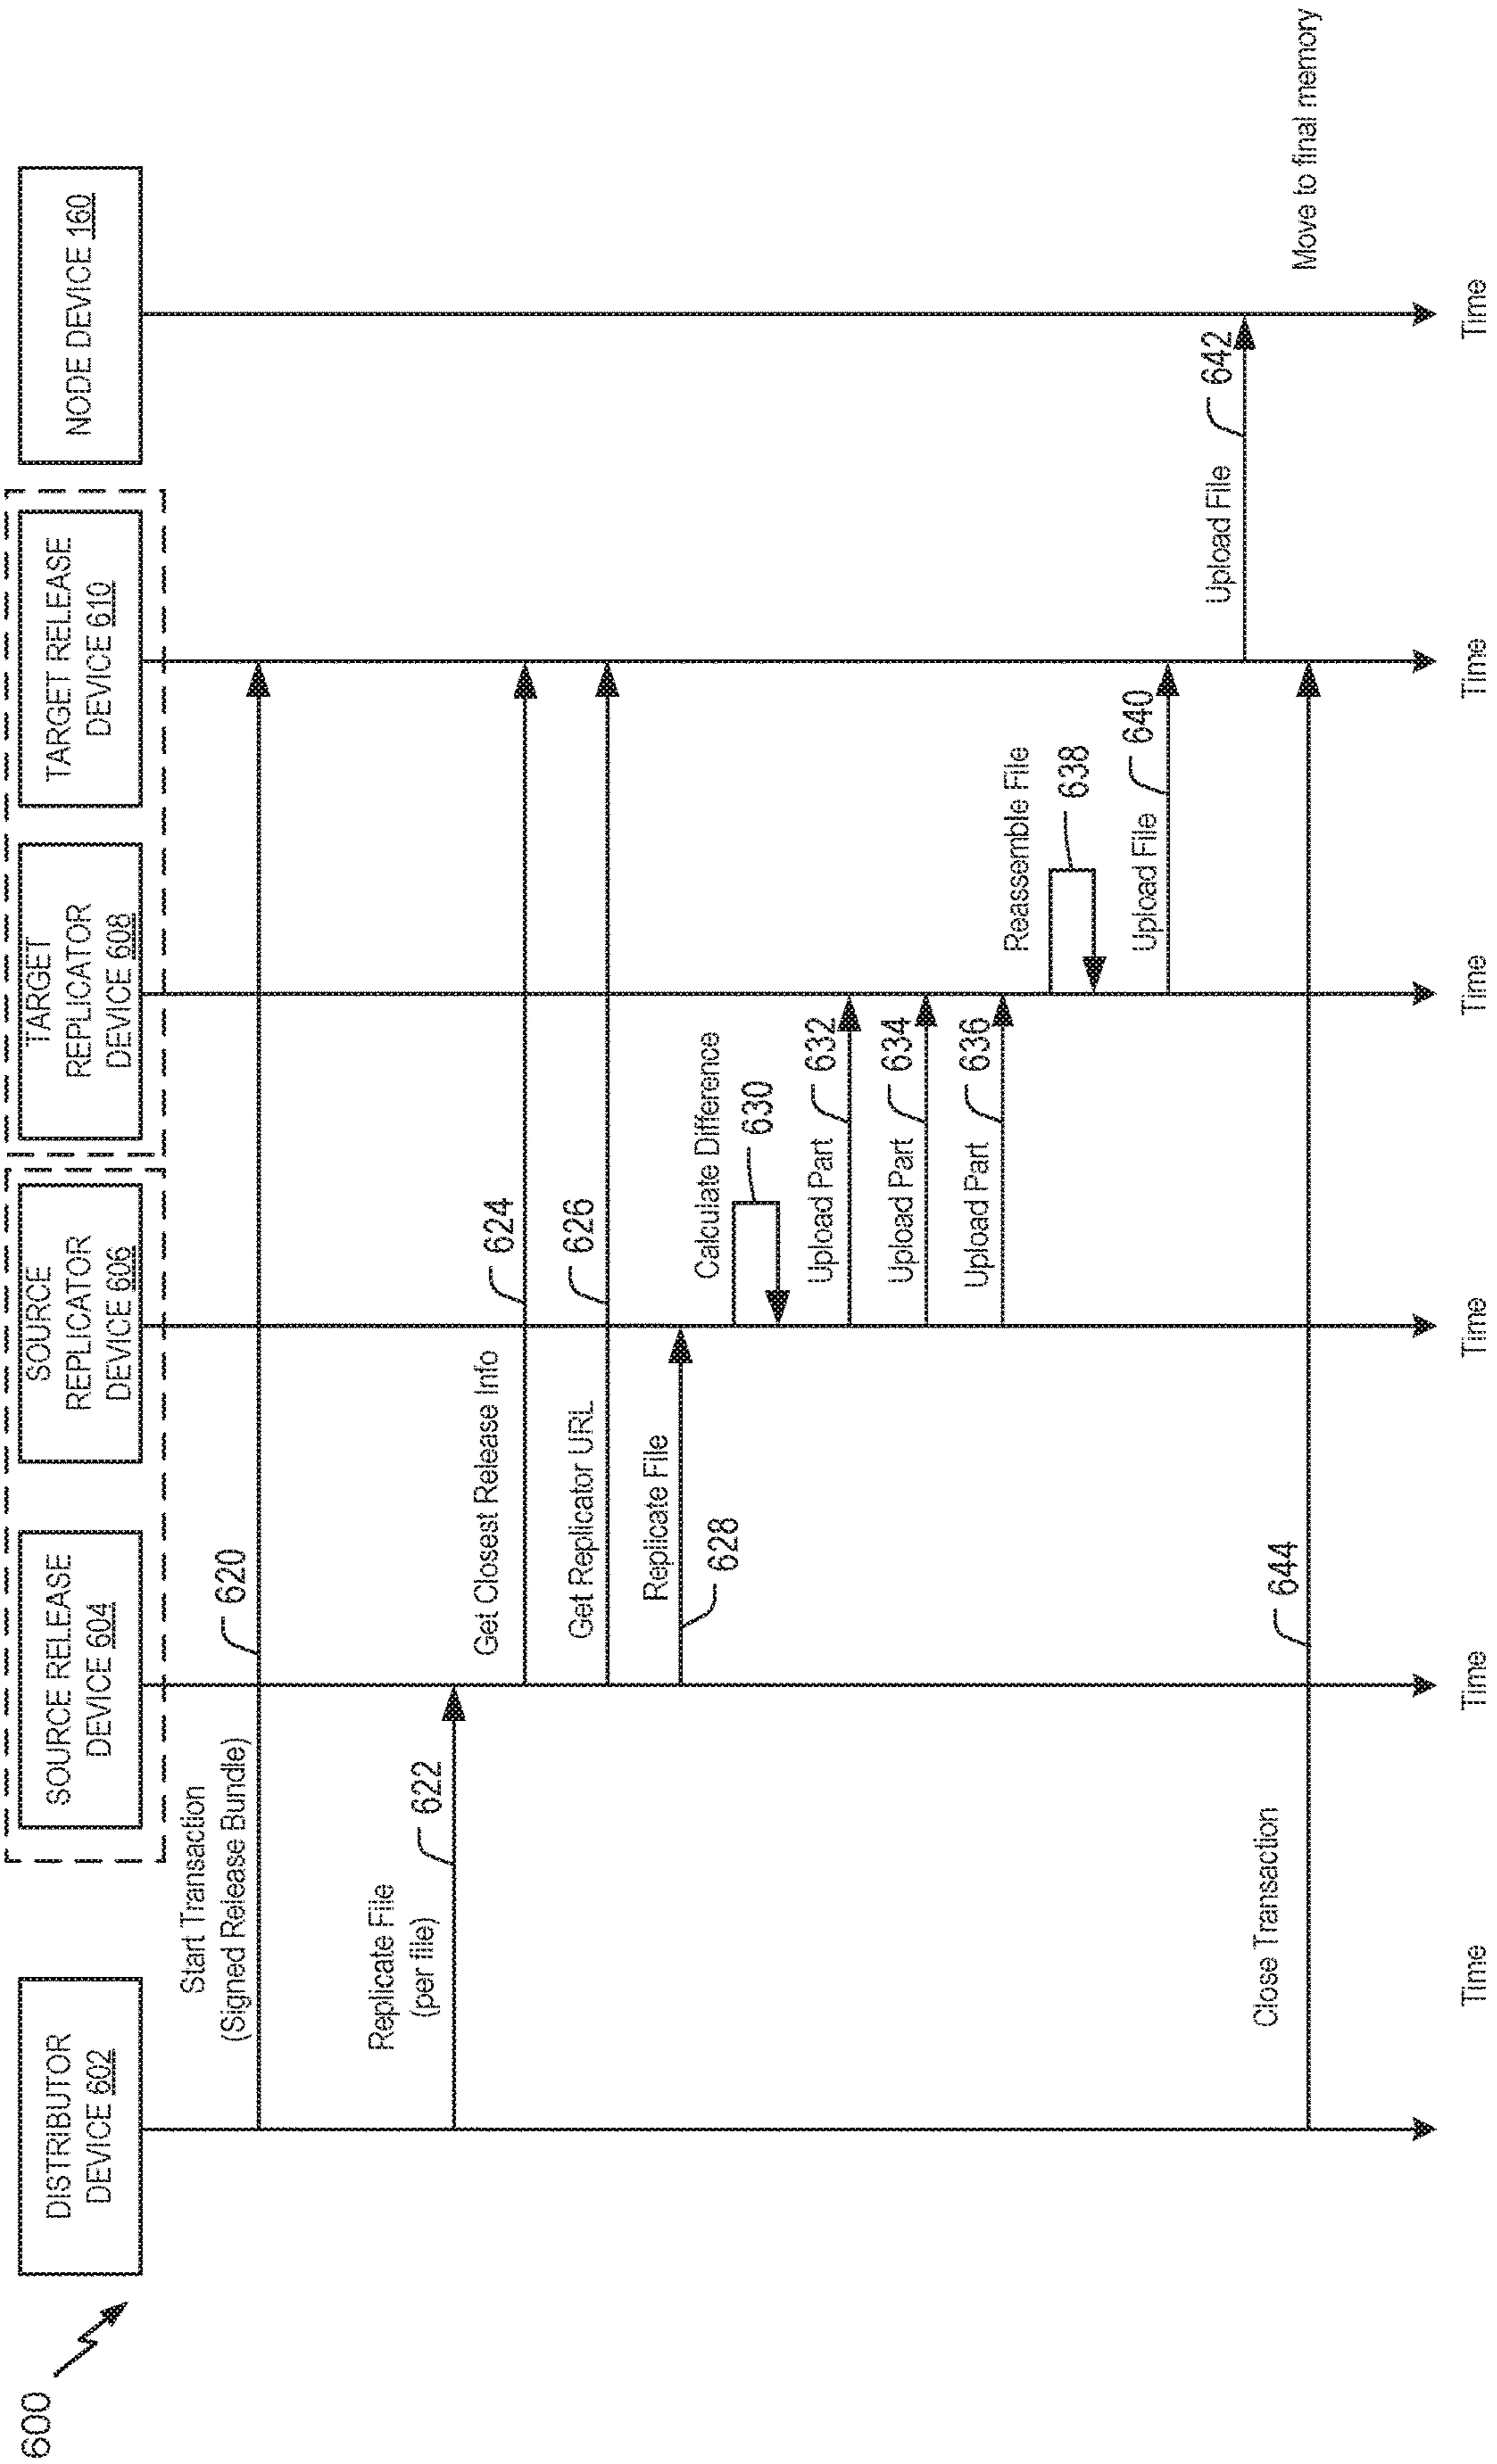 600
DISTRIBUTOR
DEVICE 602
SOURCE RELEASE
DEVICE 604
SOURCE
REPLICATOR
DEVICE 606
TARGET
REPLICATOR
DEVICE 608
TARGET RELEASE
DEVICE 610
NODE DEVICE 160
Start Transaction
(Signed Release Bundle)
620
Replicate File
(per file)
622
Get Closest Release Info
624
Get Replicator URL
626
Replicate File
628
Calculate Difference
630
Upload Part
632
Upload Part
634
Upload Part
636
Reassemble File
638
Upload File
640
Upload File
642
Close Transaction
644
Move to final memory
Time
Time
Time
Time
Time
Time